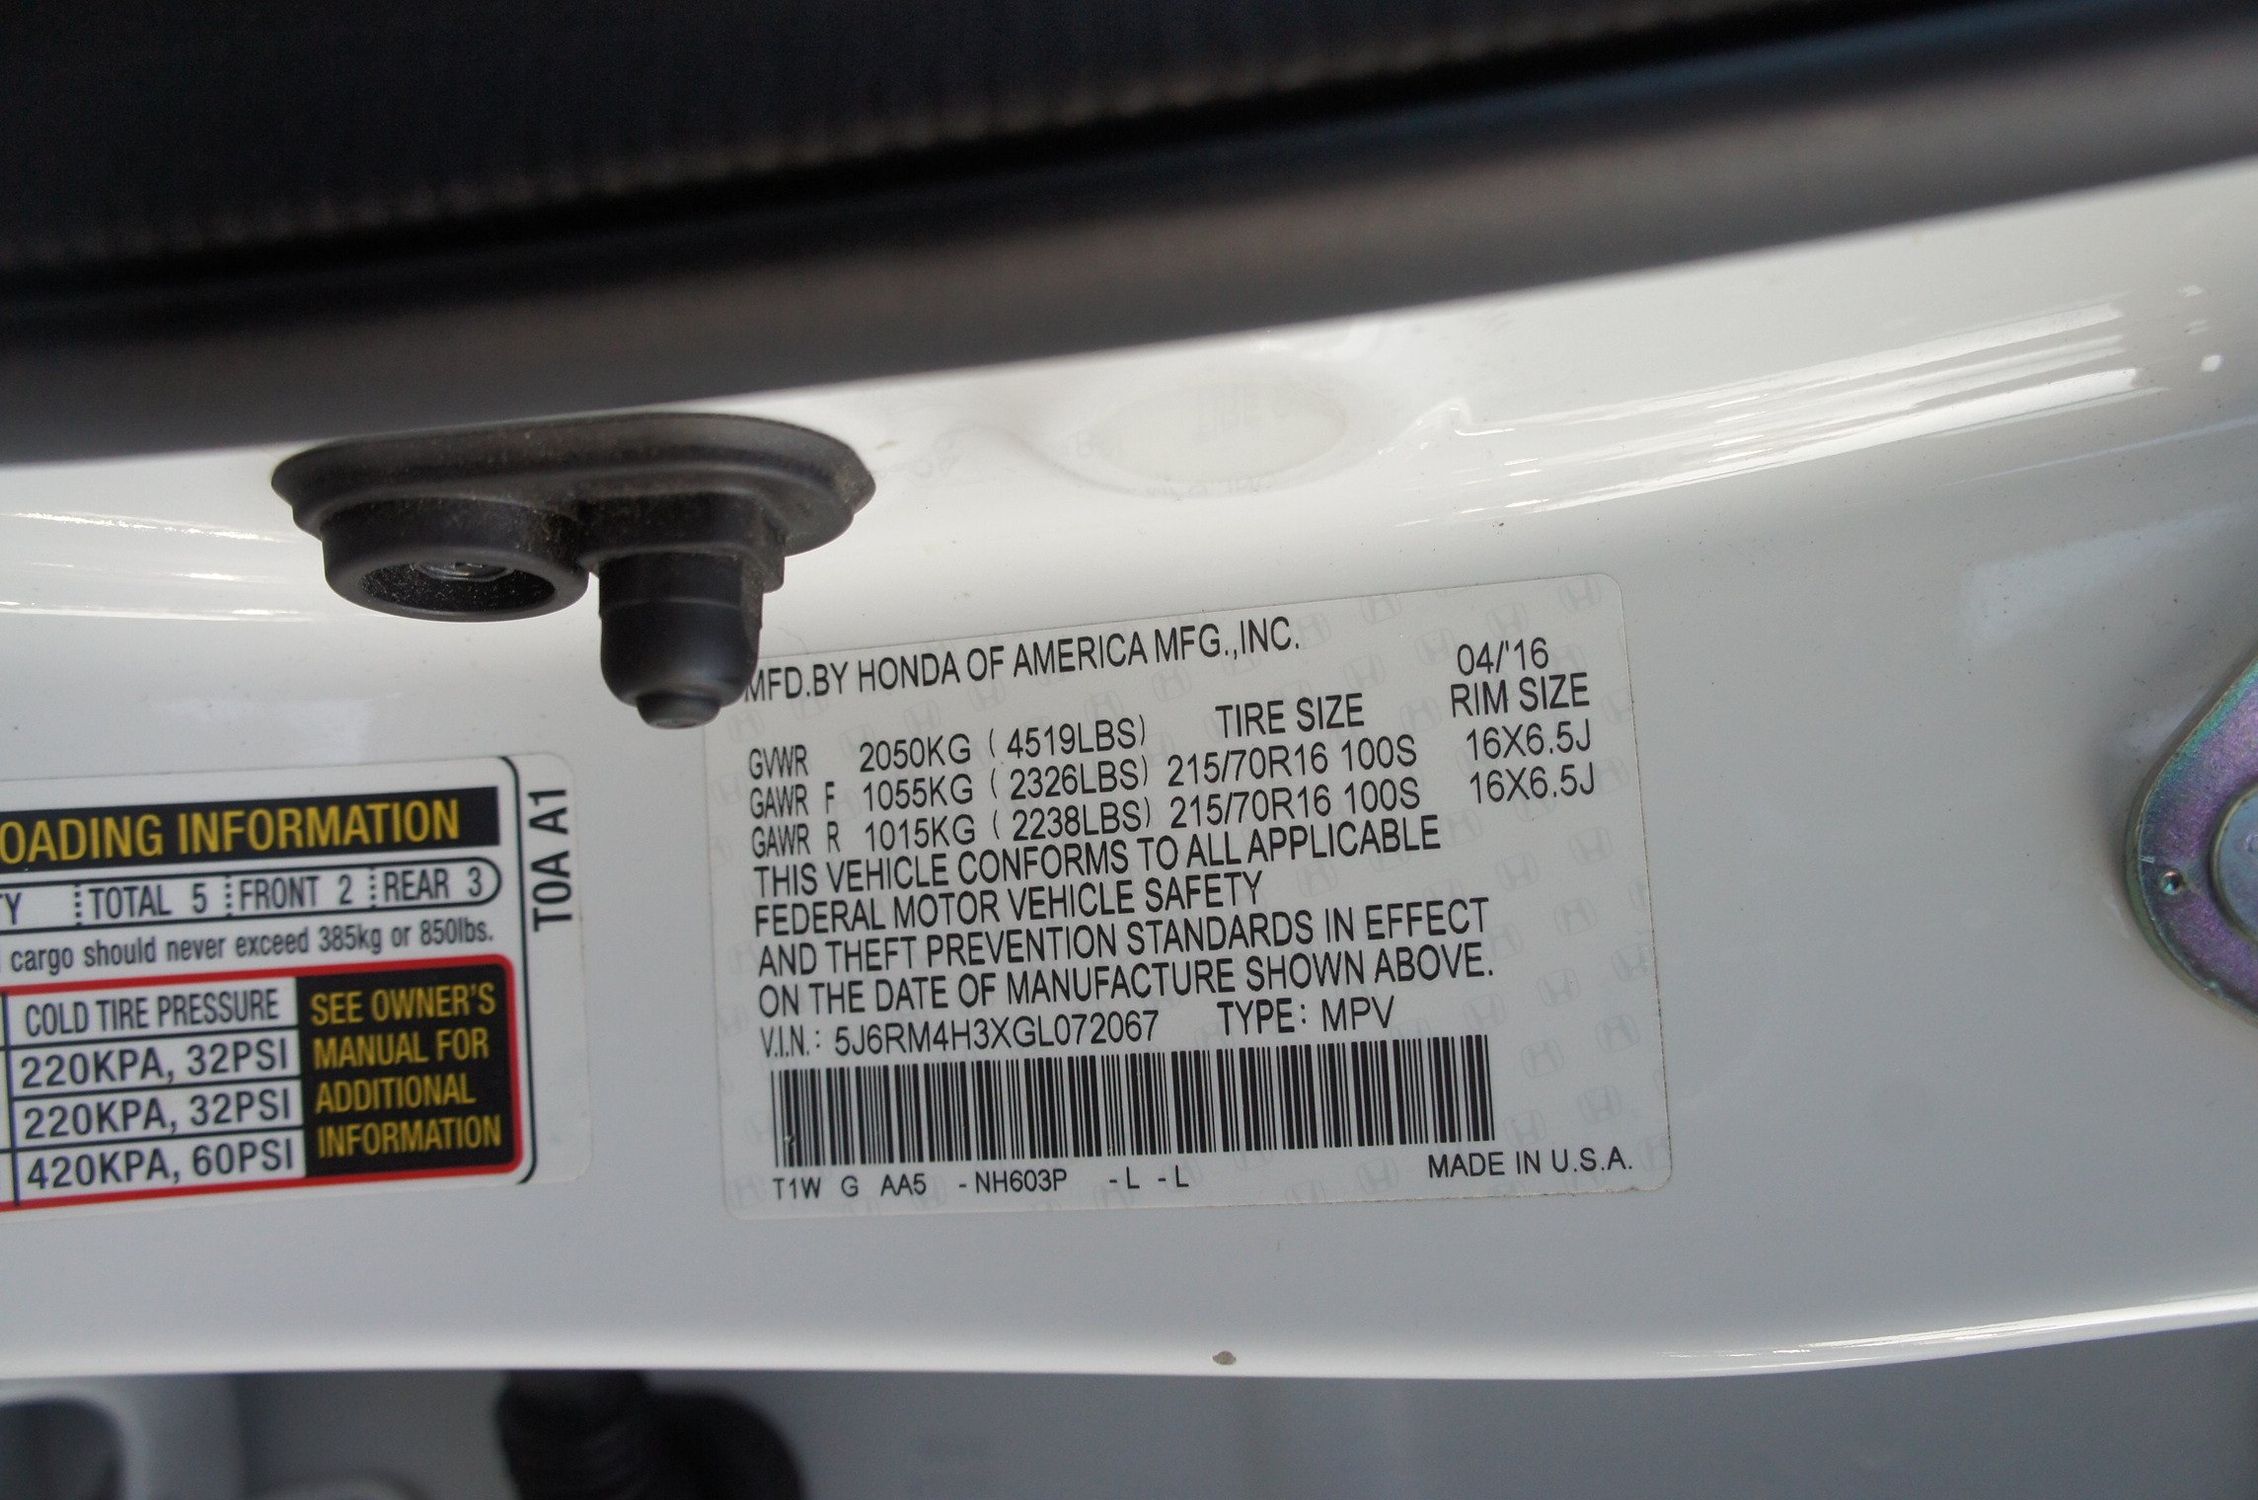 OADING INFORMATION
TY TOTAL 5 FRONT 2 REAR 3
cargo should never exceed 385kg or 850lbs.
COLD TIRE PRESSURE
220KPA, 32PSI
220KPA, 32PSI
420KPA, 60PSI
SEE OWNER'S
MANUAL FOR
ADDITIONAL
INFORMATION
T0A A1
MFD.BY HONDA OF AMERICA MFG.,INC. 04/'16
TIRE SIZE RIM SIZE
GVWR 2050KG ( 4519LBS)
GAWR F 1055KG ( 2326LBS) 215/70R16 100S 16X6.5J
GAWR R 1015KG ( 2238LBS) 215/70R16 100S 16X6.5J
THIS VEHICLE CONFORMS TO ALL APPLICABLE
FEDERAL MOTOR VEHICLE SAFETY
AND THEFT PREVENTION STANDARDS IN EFFECT
ON THE DATE OF MANUFACTURE SHOWN ABOVE.
V.I.N.: 5J6RM4H3XGL072067 TYPE: MPV
T1W G AA5 -NH603P -L -L MADE IN U.S.A.